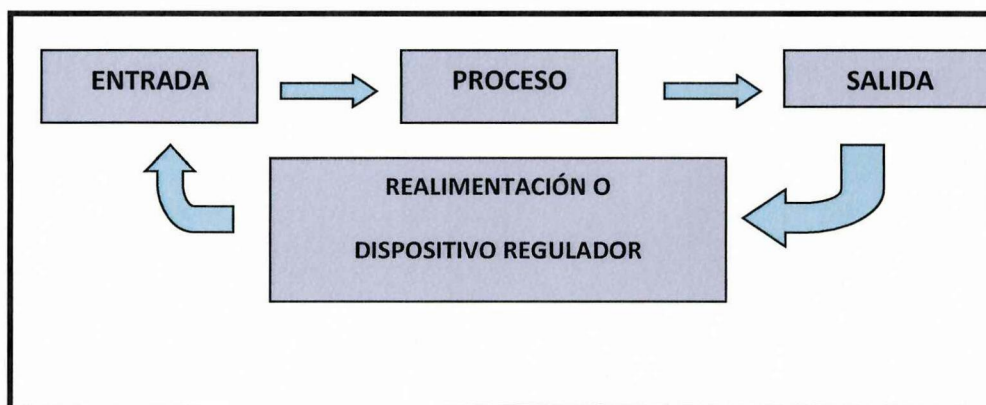 ENTRADA
PROCESO
SALIDA
REALIMENTACIÓN O
DISPOSITIVO REGULADOR